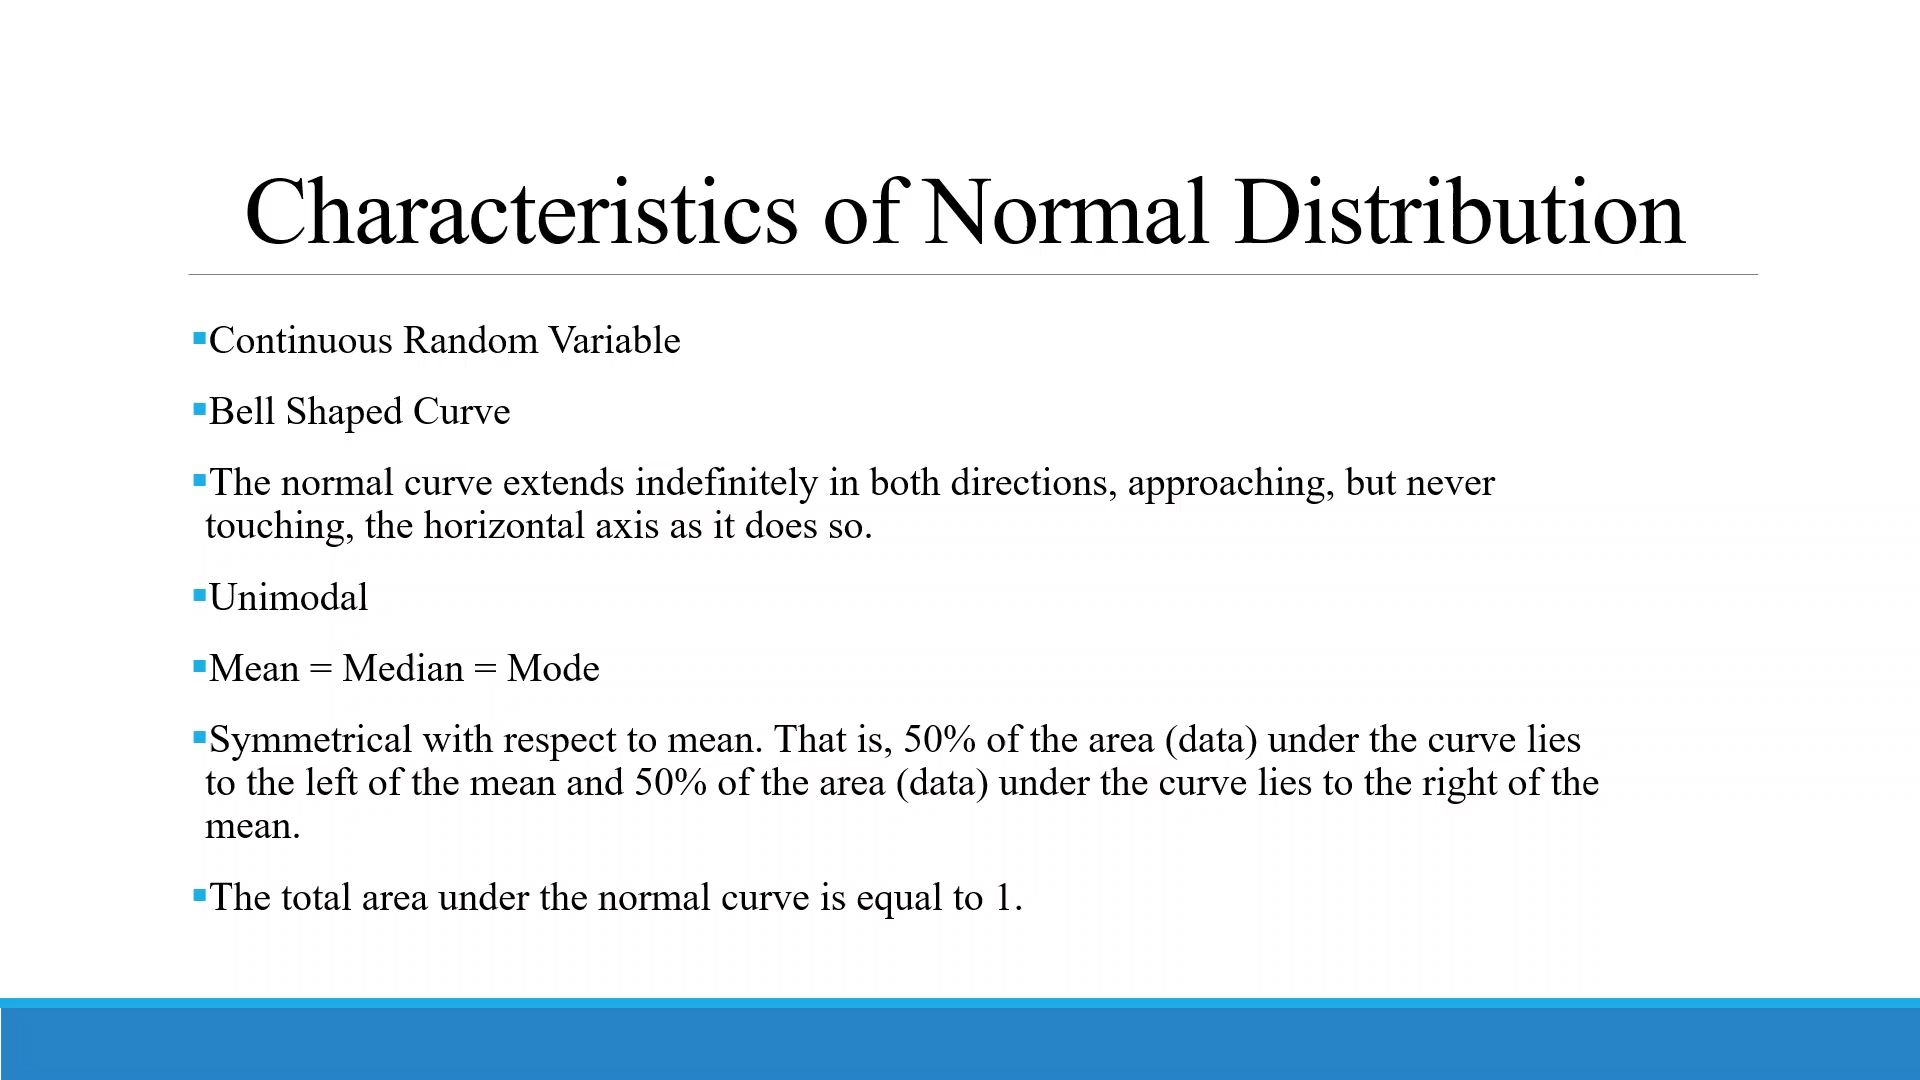 Characteristics of Normal Distribution
▪Continuous Random Variable
▪Bell Shaped Curve
▪The normal curve extends indefinitely in both directions, approaching, but never
touching, the horizontal axis as it does so.
▪Unimodal
▪Mean = Median = Mode
▪Symmetrical with respect to mean. That is, 50% of the area (data) under the curve lies
to the left of the mean and 50% of the area (data) under the curve lies to the right of the
mean.
▪The total area under the normal curve is equal to 1.